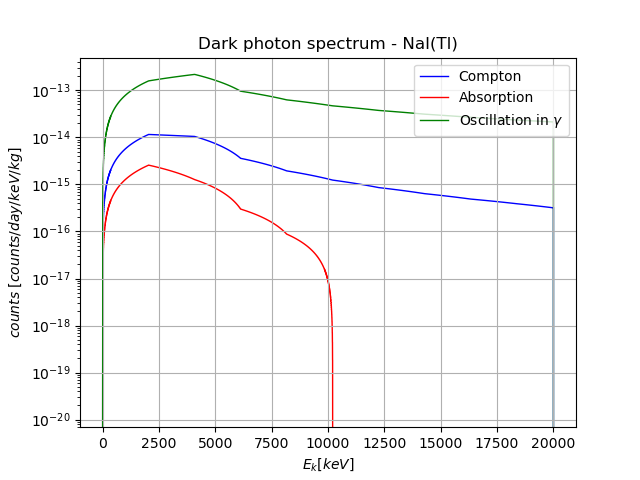 Dark photon spectrum - NaI(Tl)
Compton
Absorption
Oscillation in γ
counts [counts/day/keV/kg]
10⁻¹³
10⁻¹⁴
10⁻¹⁵
10⁻¹⁶
10⁻¹⁷
10⁻¹⁸
10⁻¹⁹
10⁻²⁰
0 2500 5000 7500 10000 12500 15000 17500 20000
E_k[keV]